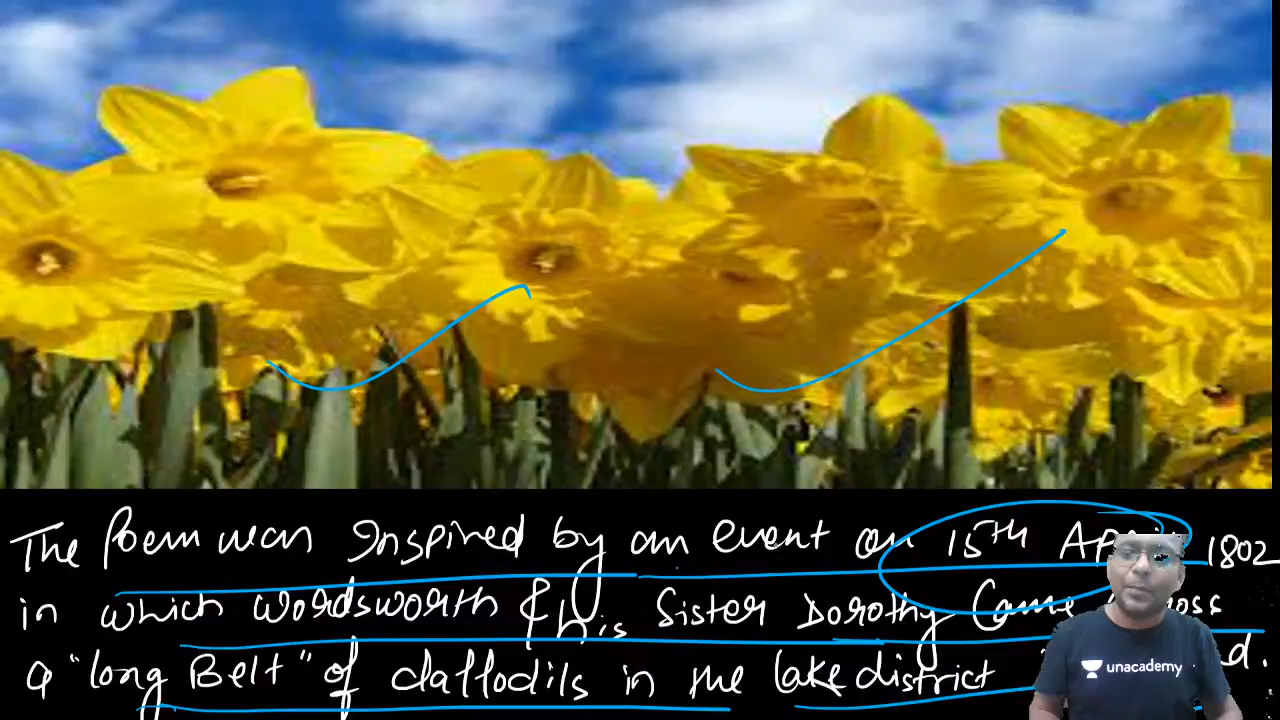 The Poem was Inspired by an event on 15TH 1802
in which wordsworth & his Sister Dorothy Came
a "long Belt" of daffodils in the lake district
unacademy